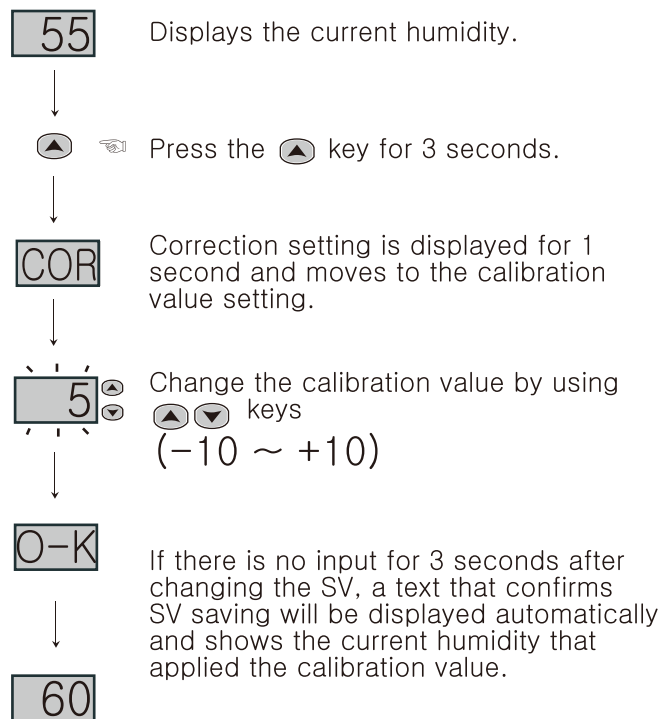 55
Displays the current humidity.
Press the key for 3 seconds.
COR
Correction setting is displayed for 1
second and moves to the calibration
value setting.
5
Change the calibration value by using
keys
(-10 ~ +10)
O-K
If there is no input for 3 seconds after
changing the SV, a text that confirms
SV saving will be displayed automatically
and shows the current humidity that
applied the calibration value.
60